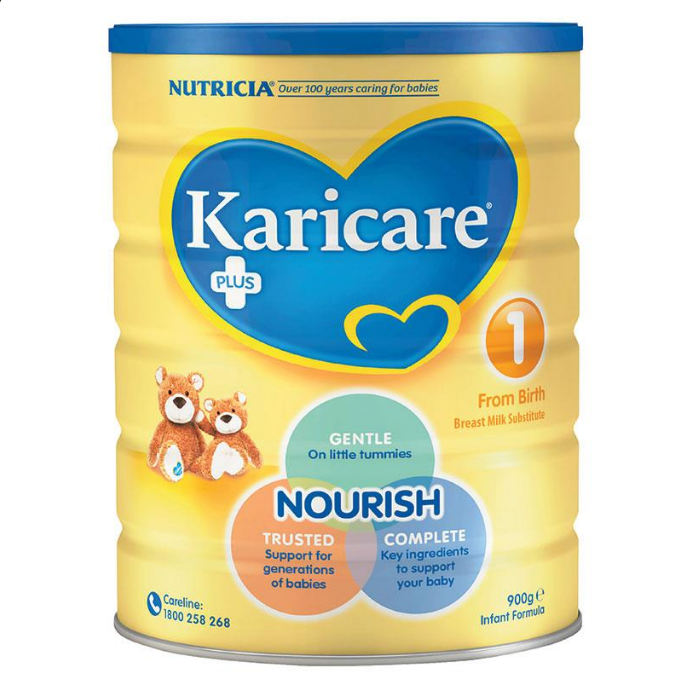 NUTRICIA® Over 100 years caring for babies
Karicare®
PLUS
1
From Birth
Breast Milk Substitute
GENTLE
On little tummies
NOURISH
TRUSTED
Support for
generations
of babies
COMPLETE
Key ingredients
to support
your baby
Careline:
1800 258 268
900g ℮
Infant Formula